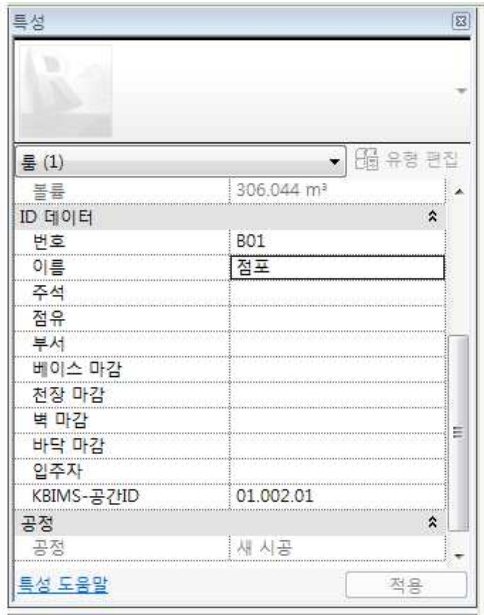 특성
룸 (1)
유형 편집
볼륨 306.044 m³
ID 데이터
번호 B01
이름 점포
주석
점유
부서
베이스 마감
천장 마감
벽 마감
바닥 마감
입주자
KBIMS-공간ID 01.002.01
공정
공정 새 시공
특성 도움말 적용